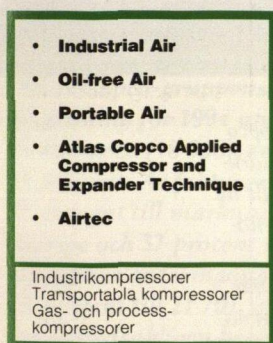 • Industrial Air
• Oil-free Air
• Portable Air
• Atlas Copco Applied
Compressor and
Expander Technique
• Airtec
Industrikompressorer
Transportabla kompressorer
Gas- och process-
kompressorer